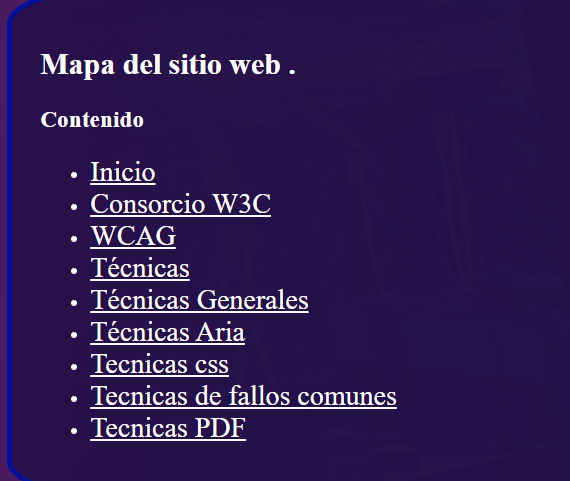 Mapa del sitio web .
Contenido
Inicio
Consorcio W3C
WCAG
Técnicas
Técnicas Generales
Técnicas Aria
Tecnicas css
Tecnicas de fallos comunes
Tecnicas PDF